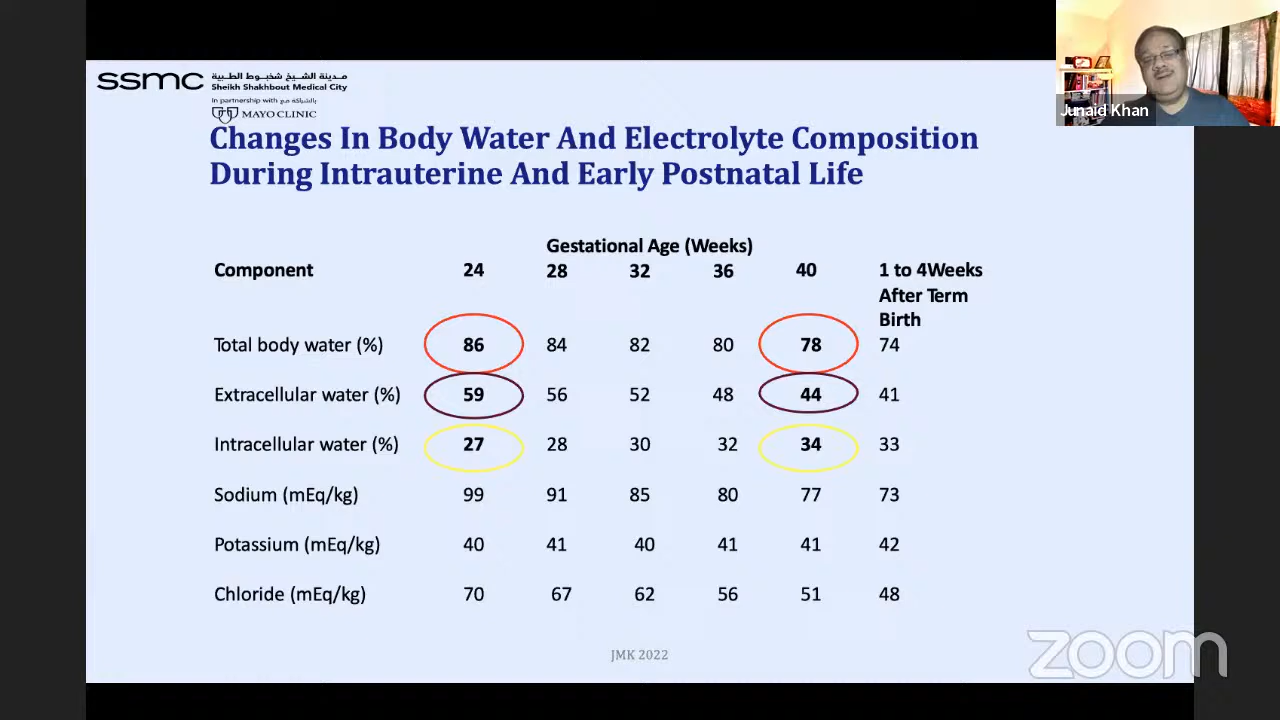 ssmc
مدينة الشيخ شخبوط الطبية
Sheikh Shakhbout Medical City
In partnership with بالشراكة مع
MAYO CLINIC
Junaid Khan
Changes In Body Water And Electrolyte Composition
During Intrauterine And Early Postnatal Life
Gestational Age (Weeks)
Component 24 28 32 36 40 1 to 4Weeks
After Term
Birth
Total body water (%) 86 84 82 80 78 74
Extracellular water (%) 59 56 52 48 44 41
Intracellular water (%) 27 28 30 32 34 33
Sodium (mEq/kg) 99 91 85 80 77 73
Potassium (mEq/kg) 40 41 40 41 41 42
Chloride (mEq/kg) 70 67 62 56 51 48
JMK 2022
zoom